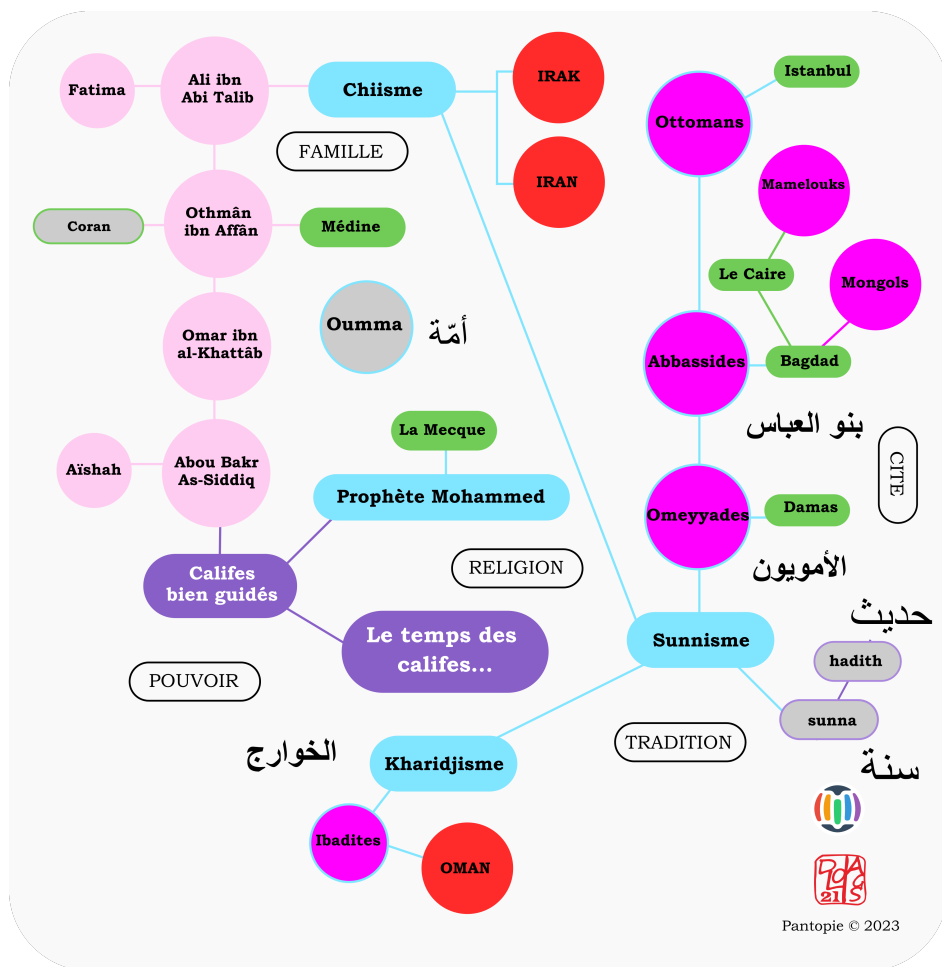 Fatima
Ali ibn
Abi Talib
Chiisme
IRAK
FAMILLE
IRAN
Ottomans
Istanbul
Mamelouks
Coran
Othmân
ibn Affân
Médine
Le Caire
Mongols
Oumma
أمّة
Omar ibn
al-Khattâb
Abbassides
Bagdad
بنو العباس
La Mecque
CITE
Aïshah
Abou Bakr
As-Siddiq
Prophète Mohammed
Omeyyades
Damas
الأمويون
RELIGION
Califes
bien guidés
Le temps des
califes...
Sunnisme
حديث
hadith
POUVOIR
sunna
سنة
TRADITION
الخوارج
Kharidjisme
Ibadites
OMAN
21
Pantopie © 2023